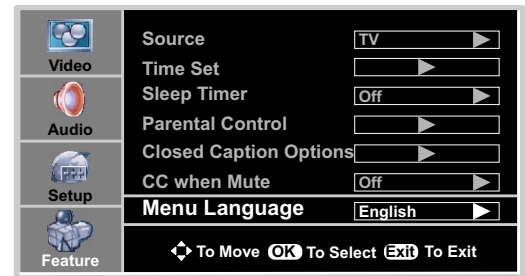 Video
Audio
Setup
Feature
Source TV
Time Set
Sleep Timer Off
Parental Control
Closed Caption Options
CC when Mute Off
Menu Language English
To Move OK To Select Exit To Exit